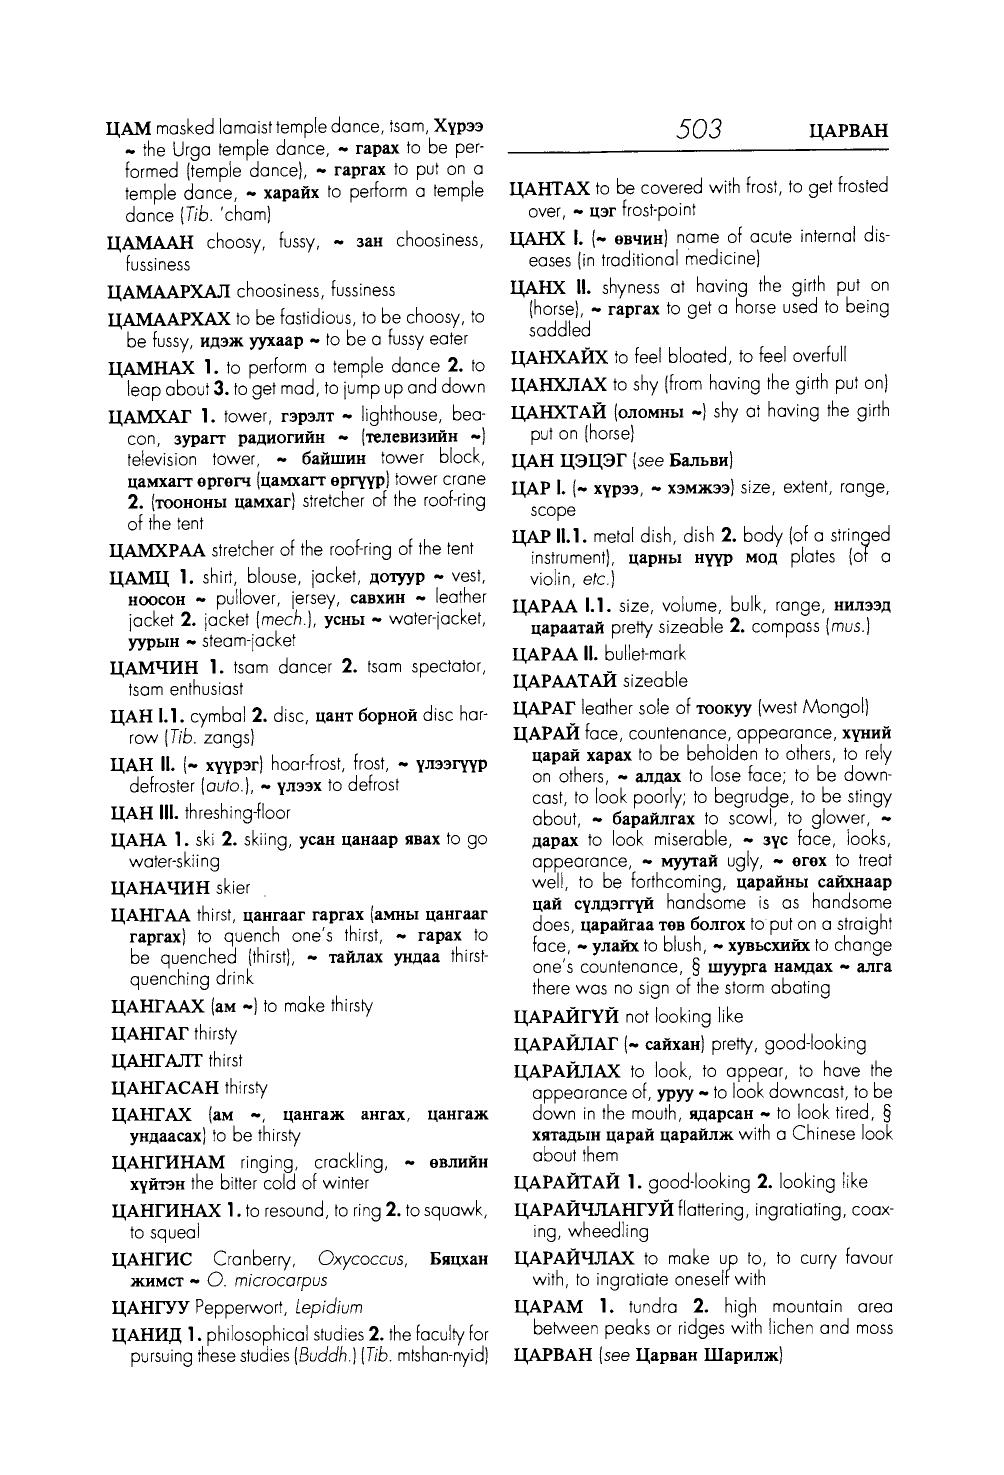 ЦАМ masked lamaist temple dance, tsam, Хүрээ
~ the Urga temple dance, ~ гарах to be per-
formed (temple dance), ~ гаргах to put on a
temple dance, ~ харайх to perform a temple
dance (Tib. 'cham)
ЦАМААН choosy, fussy, ~ зан choosiness,
fussiness
ЦАМААРХАЛ choosiness, fussiness
ЦАМААРХАХ to be fastidious, to be choosy, to
be fussy, идэж уухаар ~ to be a fussy eater
ЦАМНАХ 1. to perform a temple dance 2. to
leap about 3. to get mad, to jump up and down
ЦАМХАГ 1. tower, гэрэлт ~ lighthouse, bea-
con, зурагт радиогийн ~ (телевизийн ~)
television tower, ~ байшин tower block,
цамхагт өргөгч (цамхагт өргүүр) tower crane
2. (тоононы цамхаг) stretcher of the roof-ring
of the tent
ЦАМХРАА stretcher of the roof-ring of the tent
ЦАМЦ 1. shirt, blouse, jacket, дотуур ~ vest,
ноосон ~ pullover, jersey, савхин ~ leather
jacket 2. jacket (mech.), усны ~ water-jacket,
уурын ~ steam-jacket
ЦАМЧИН 1. tsam dancer 2. tsam spectator,
tsam enthusiast
ЦАН I.1. cymbal 2. disc, цант борной disc har-
row (Tib. zangs)
ЦАН II. (~ хүүрэг) hoar-frost, frost, ~ үлээгүүр
defroster (auto.), ~ үлээх to defrost
ЦАН III. threshing-floor
ЦАНА 1. ski 2. skiing, усан цанаар явах to go
water-skiing
ЦАНАЧИН skier
ЦАНГАА thirst, цангааг гаргах (амны цангааг
гаргах) to quench one's thirst, ~ гарах to
be quenched (thirst), ~ тайлах ундаа thirst-
quenching drink
ЦАНГААХ (ам ~) to make thirsty
ЦАНГАГ thirsty
ЦАНГАЛТ thirst
ЦАНГАСАН thirsty
ЦАНГАХ (ам ~, цангаж ангах, цангаж
ундаасах) to be thirsty
ЦАНГИНАМ ringing, crackling, ~ өвлийн
хүйтэн the bitter cold of winter
ЦАНГИНАХ 1. to resound, to ring 2. to squawk,
to squeal
ЦАНГИС Cranberry, Oxycoccus, Бяцхан
жимст ~ O. microcarpus
ЦАНГУУ Pepperwort, Lepidium
ЦАНИД 1. philosophical studies 2. the faculty for
pursuing these studies (Buddh.) (Tib. mtshan-nyid)
503 ЦАРВАН
ЦАНТАХ to be covered with frost, to get frosted
over, ~ цэг frost-point
ЦАНХ I. (~ өвчин) name of acute internal dis-
eases (in traditional medicine)
ЦАНХ II. shyness at having the girth put on
(horse), ~ гаргах to get a horse used to being
saddled
ЦАНХАЙХ to feel bloated, to feel overfull
ЦАНХЛАХ to shy (from having the girth put on)
ЦАНХТАЙ (оломны ~) shy at having the girth
put on (horse)
ЦАН ЦЭЦЭГ (see Бальви)
ЦАР I. (~ хүрээ, ~ хэмжээ) size, extent, range,
scope
ЦАР II.1. metal dish, dish 2. body (of a stringed
instrument), царны нүүр мод plates (of a
violin, etc.)
ЦАРАА I.1. size, volume, bulk, range, нилээд
цараатай pretty sizeable 2. compass (mus.)
ЦАРАА II. bullet-mark
ЦАРААТАЙ sizeable
ЦАРАГ leather sole of тоокуу (west Mongol)
ЦАРАЙ face, countenance, appearance, хүний
царай харах to be beholden to others, to rely
on others, ~ алдах to lose face; to be down-
cast, to look poorly; to begrudge, to be stingy
about, ~ барайлгах to scowl, to glower, ~
дарах to look miserable, ~ зүс face, looks,
appearance, ~ муутай ugly, ~ өгөх to treat
well, to be forthcoming, царайны сайхнаар
цай сүлдэггүй handsome is as handsome
does, царайгаа төв болгох to put on a straight
face, ~ улайх to blush, ~ хувьсхийх to change
one's countenance, § шуурга намдах ~ алга
there was no sign of the storm abating
ЦАРАЙГҮЙ not looking like
ЦАРАЙЛАГ (~ сайхан) pretty, good-looking
ЦАРАЙЛАХ to look, to appear, to have the
appearance of, уруу ~ to look downcast, to be
down in the mouth, ядарсан ~ to look tired, §
хятадын царай царайлж with a Chinese look
about them
ЦАРАЙТАЙ 1. good-looking 2. looking like
ЦАРАЙЧЛАНГУЙ flattering, ingratiating, coax-
ing, wheedling
ЦАРАЙЧЛАХ to make up to, to curry favour
with, to ingratiate oneself with
ЦАРАМ 1. tundra 2. high mountain area
between peaks or ridges with lichen and moss
ЦАРВАН (see Царван Шарилж)